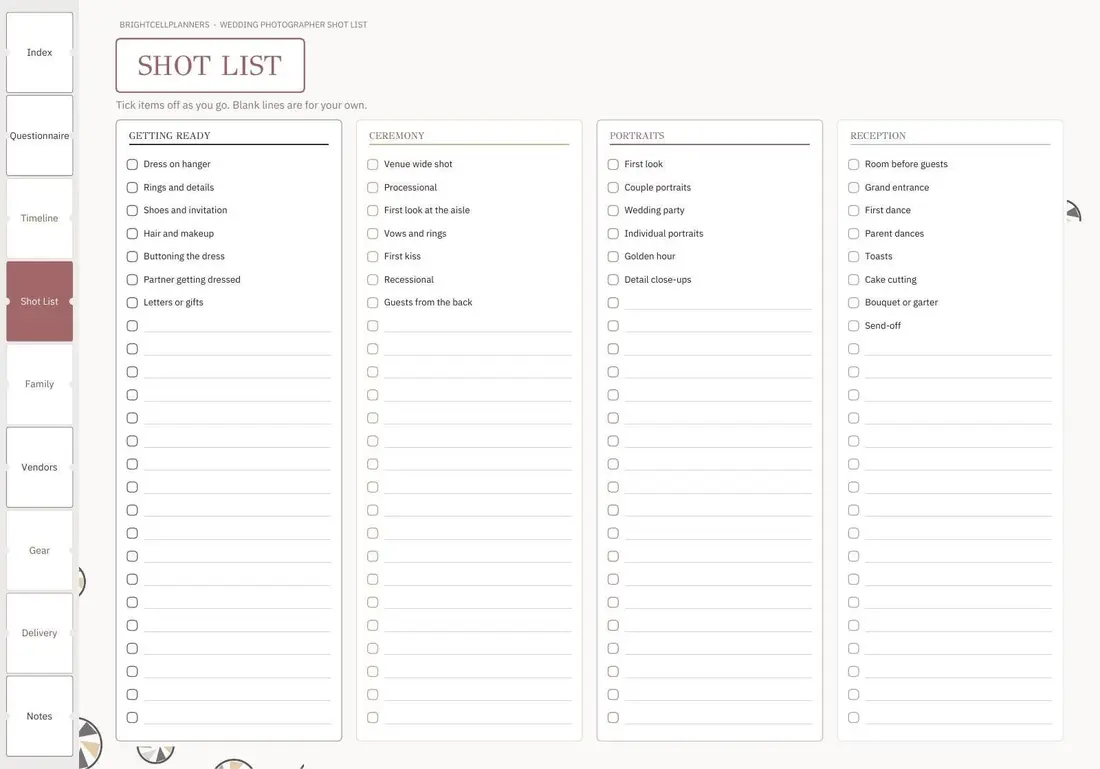 Index
Questionnaire
Timeline
Shot List
Family
Vendors
Gear
Delivery
Notes
BRIGHTCELLPLANNERS - WEDDING PHOTOGRAPHER SHOT LIST
SHOT LIST
Tick items off as you go. Blank lines are for your own.
GETTING READY
Dress on hanger
Rings and details
Shoes and invitation
Hair and makeup
Buttoning the dress
Partner getting dressed
Letters or gifts
CEREMONY
Venue wide shot
Processional
First look at the aisle
Vows and rings
First kiss
Recessional
Guests from the back
PORTRAITS
First look
Couple portraits
Wedding party
Individual portraits
Golden hour
Detail close-ups
RECEPTION
Room before guests
Grand entrance
First dance
Parent dances
Toasts
Cake cutting
Bouquet or garter
Send-off